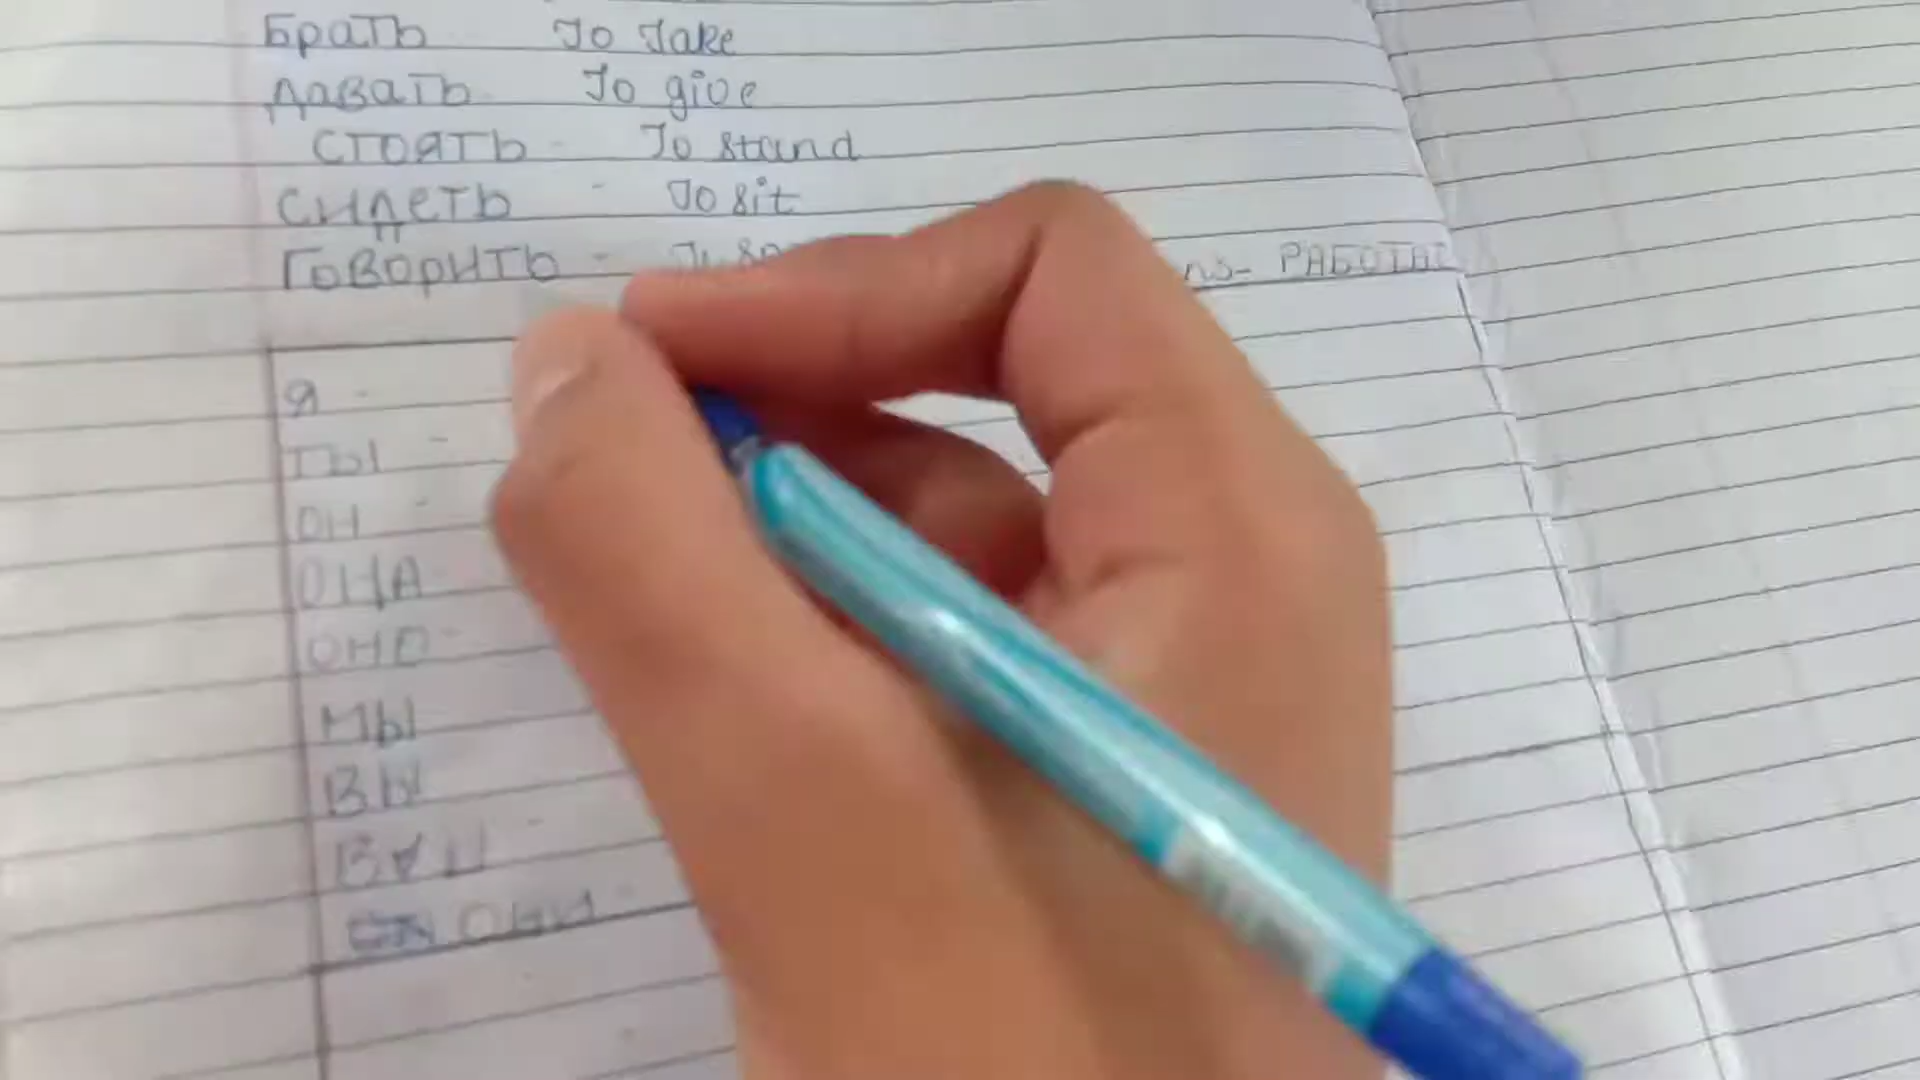 Брать To Take
Давать To give
Стоять - To stand
Сидеть - To sit
Говорить - To
Я -
ТЫ -
ОН -
ОНА
ОНО -
МЫ
ВЫ
ОНИ -